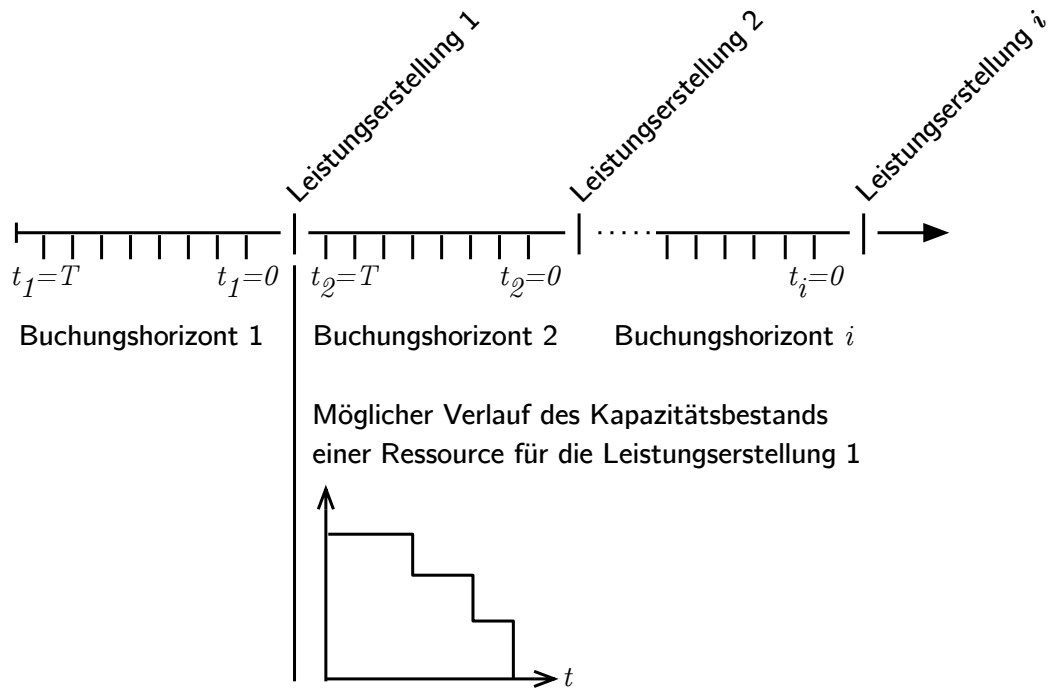 Leistungserstellung 1
Leistungserstellung 2
Leistungserstellung i
t1=T
t1=0
t2=T
t2=0
ti=0
Buchungshorizont 1
Buchungshorizont 2
Buchungshorizont i
Möglicher Verlauf des Kapazitätsbestands
einer Ressource für die Leistungserstellung 1
t